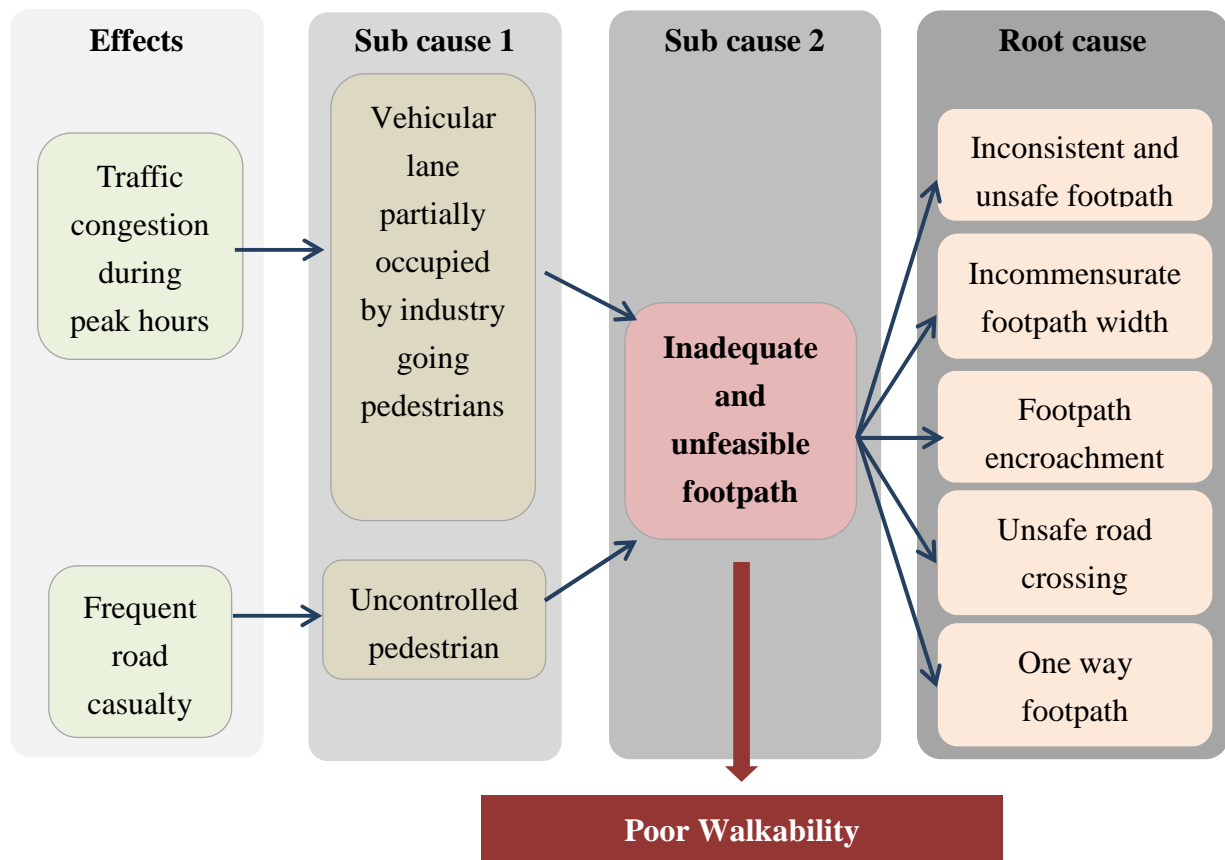 Effects
Traffic
congestion
during
peak hours
Frequent
road
casualty
Sub cause 1
Vehicular
lane
partially
occupied
by industry
going
pedestrians
Uncontrolled
pedestrian
Sub cause 2
Inadequate
and
unfeasible
footpath
Root cause
Inconsistent and
unsafe footpath
Incommensurate
footpath width
Footpath
encroachment
Unsafe road
crossing
One way
footpath
Poor Walkability